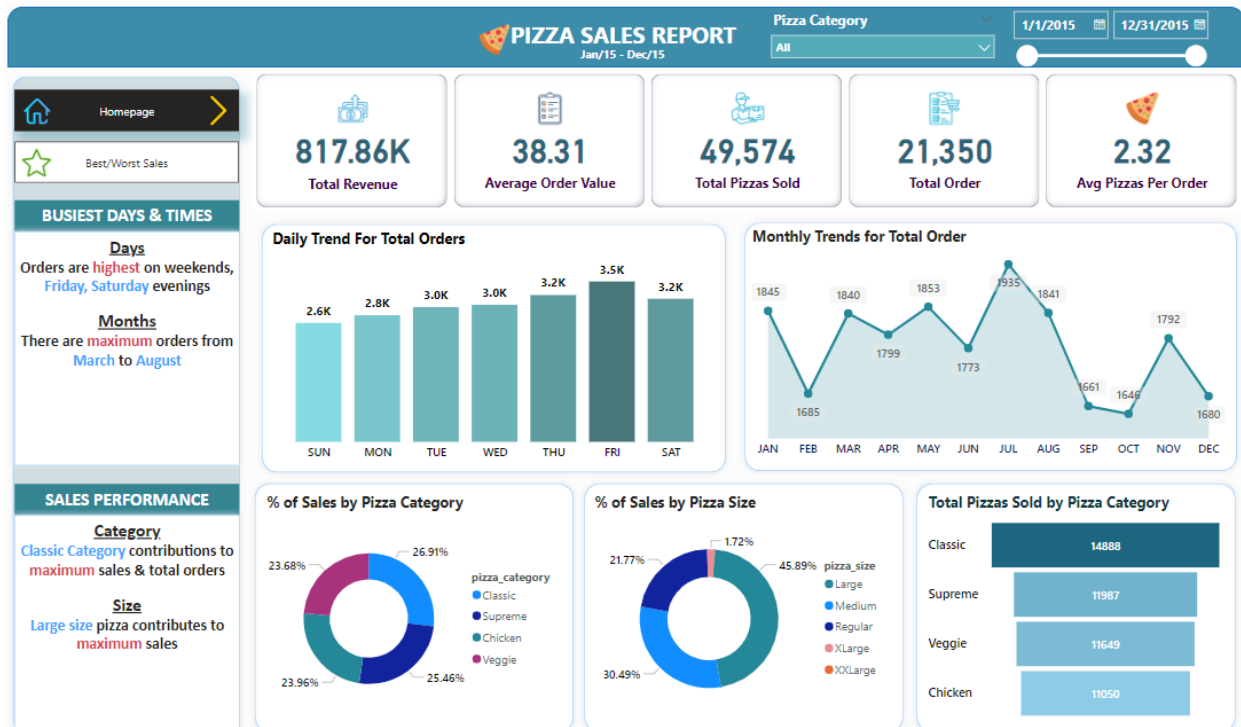 PIZZA SALES REPORT
Jan/15 - Dec/15
Pizza Category
All
1/1/2015
12/31/2015
Homepage
Best/Worst Sales
BUSIEST DAYS & TIMES
Days
Orders are highest on weekends,
Friday, Saturday evenings
Months
There are maximum orders from
March to August
SALES PERFORMANCE
Category
Classic Category contributions to
maximum sales & total orders
Size
Large size pizza contributes to
maximum sales
817.86K
Total Revenue
38.31
Average Order Value
49,574
Total Pizzas Sold
21,350
Total Order
2.32
Avg Pizzas Per Order
Daily Trend For Total Orders
2.6K
2.8K
3.0K
3.0K
3.2K
3.5K
3.2K
SUN MON TUE WED THU FRI SAT
Monthly Trends for Total Order
1845
1685
1840
1799
1853
1773
1935
1841
1661
1646
1792
1680
JAN FEB MAR APR MAY JUN JUL AUG SEP OCT NOV DEC
% of Sales by Pizza Category
26.91%
25.46%
23.96%
23.68%
pizza_category
Classic
Supreme
Chicken
Veggie
% of Sales by Pizza Size
1.72%
45.89%
30.49%
21.77%
pizza_size
Large
Medium
Regular
XLarge
XXLarge
Total Pizzas Sold by Pizza Category
Classic 14888
Supreme 11987
Veggie 11649
Chicken 11050